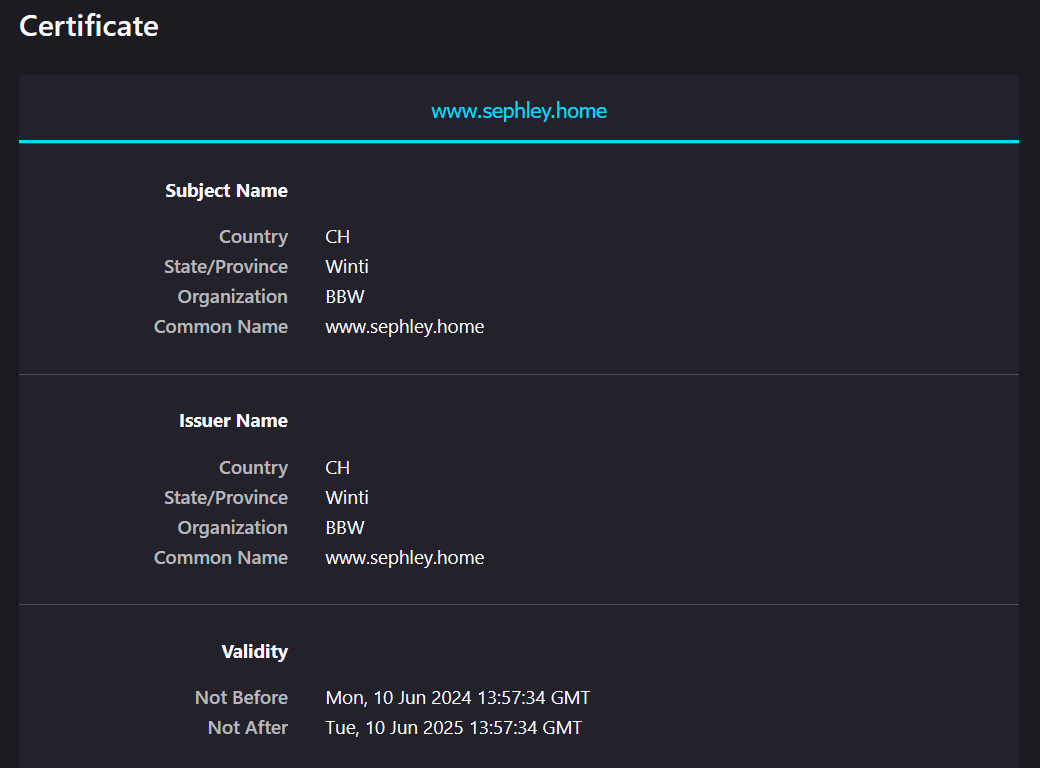 Certificate
www.sephley.home
Subject Name
Country CH
State/Province Winti
Organization BBW
Common Name www.sephley.home
Issuer Name
Country CH
State/Province Winti
Organization BBW
Common Name www.sephley.home
Validity
Not Before Mon, 10 Jun 2024 13:57:34 GMT
Not After Tue, 10 Jun 2025 13:57:34 GMT